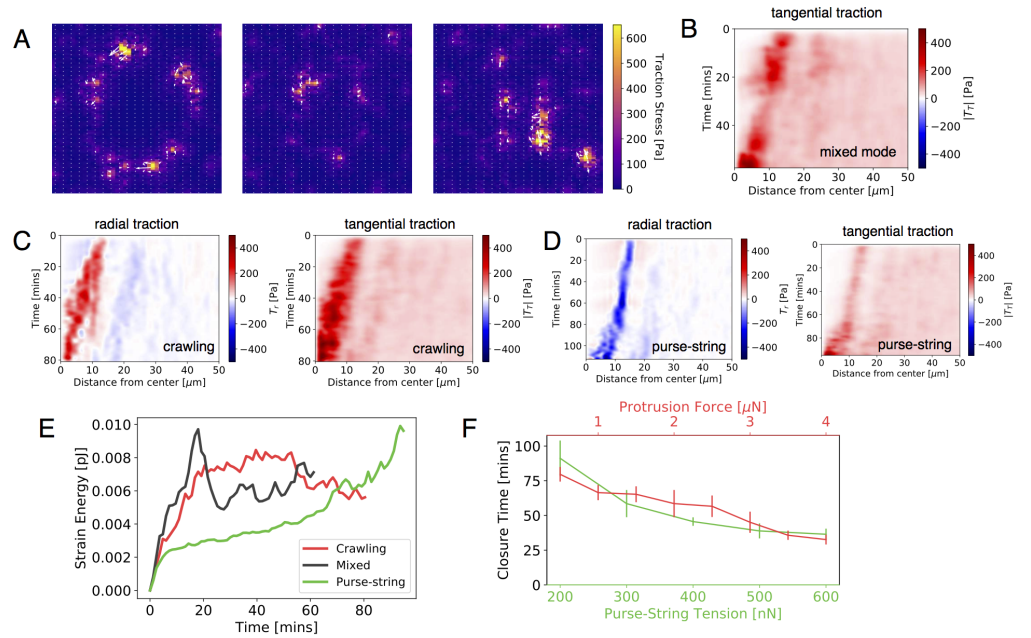 A
600
500
400
300
200
100
0
Traction Stress [Pa]
B
tangential traction
0
20
40
Time [mins]
mixed mode
0 10 20 30 40 50
Distance from center [μm]
400
200
0
−200
−400
|T_T| [Pa]
C
radial traction
0
20
40
60
80
Time [mins]
crawling
0 10 20 30 40 50
Distance from center [μm]
400
200
0
−200
−400
T_r [Pa]
tangential traction
0
20
40
60
80
Time [mins]
crawling
0 10 20 30 40 50
Distance from center [μm]
400
200
0
−200
−400
|T_T| [Pa]
D
radial traction
0
20
40
60
80
100
Time [mins]
purse-string
0 10 20 30 40 50
Distance from center [μm]
400
200
0
−200
−400
T_r [Pa]
tangential traction
0
20
40
60
80
Time [mins]
purse-string
0 10 20 30 40 50
Distance from center [μm]
400
200
0
−200
−400
|T_T| [Pa]
E
0.010
0.008
0.006
0.004
0.002
0.000
Strain Energy [pJ]
Crawling
Mixed
Purse-string
0 20 40 60 80
Time [mins]
F
Protrusion Force [μN]
1 2 3 4
100
75
50
25
0
Closure Time [mins]
200 300 400 500 600
Purse-String Tension [nN]